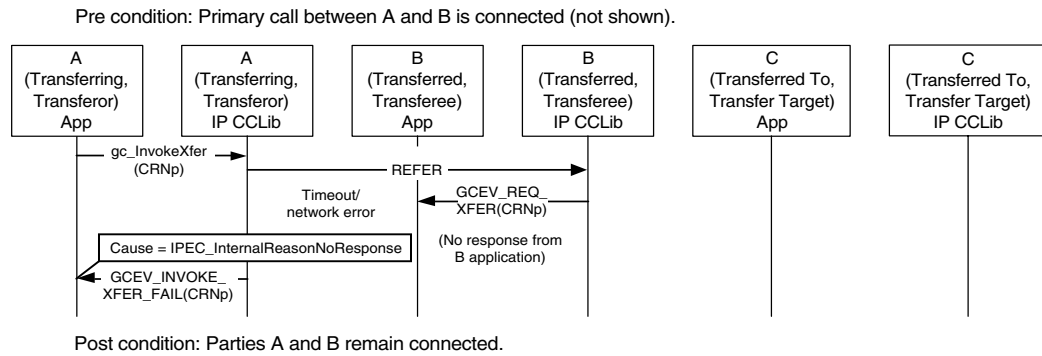 Pre condition: Primary call between A and B is connected (not shown).
A
(Transferring,
Transferor)
App
A
(Transferring,
Transferor)
IP CCLib
B
(Transferred,
Transferee)
App
B
(Transferred,
Transferee)
IP CCLib
C
(Transferred To,
Transfer Target)
App
C
(Transferred To,
Transfer Target)
IP CCLib
gc_InvokeXfer
(CRNp)
REFER
Timeout/
network error
GCEV_REQ_
XFER(CRNp)
(No response from
B application)
Cause = IPEC_InternalReasonNoResponse
GCEV_INVOKE_
XFER_FAIL(CRNp)
Post condition: Parties A and B remain connected.